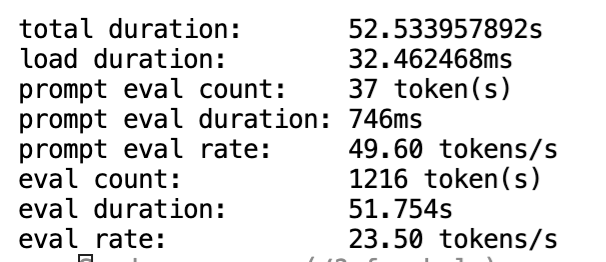 total duration: 52.533957892s
load duration: 32.462468ms
prompt eval count: 37 token(s)
prompt eval duration: 746ms
prompt eval rate: 49.60 tokens/s
eval count: 1216 token(s)
eval duration: 51.754s
eval rate: 23.50 tokens/s